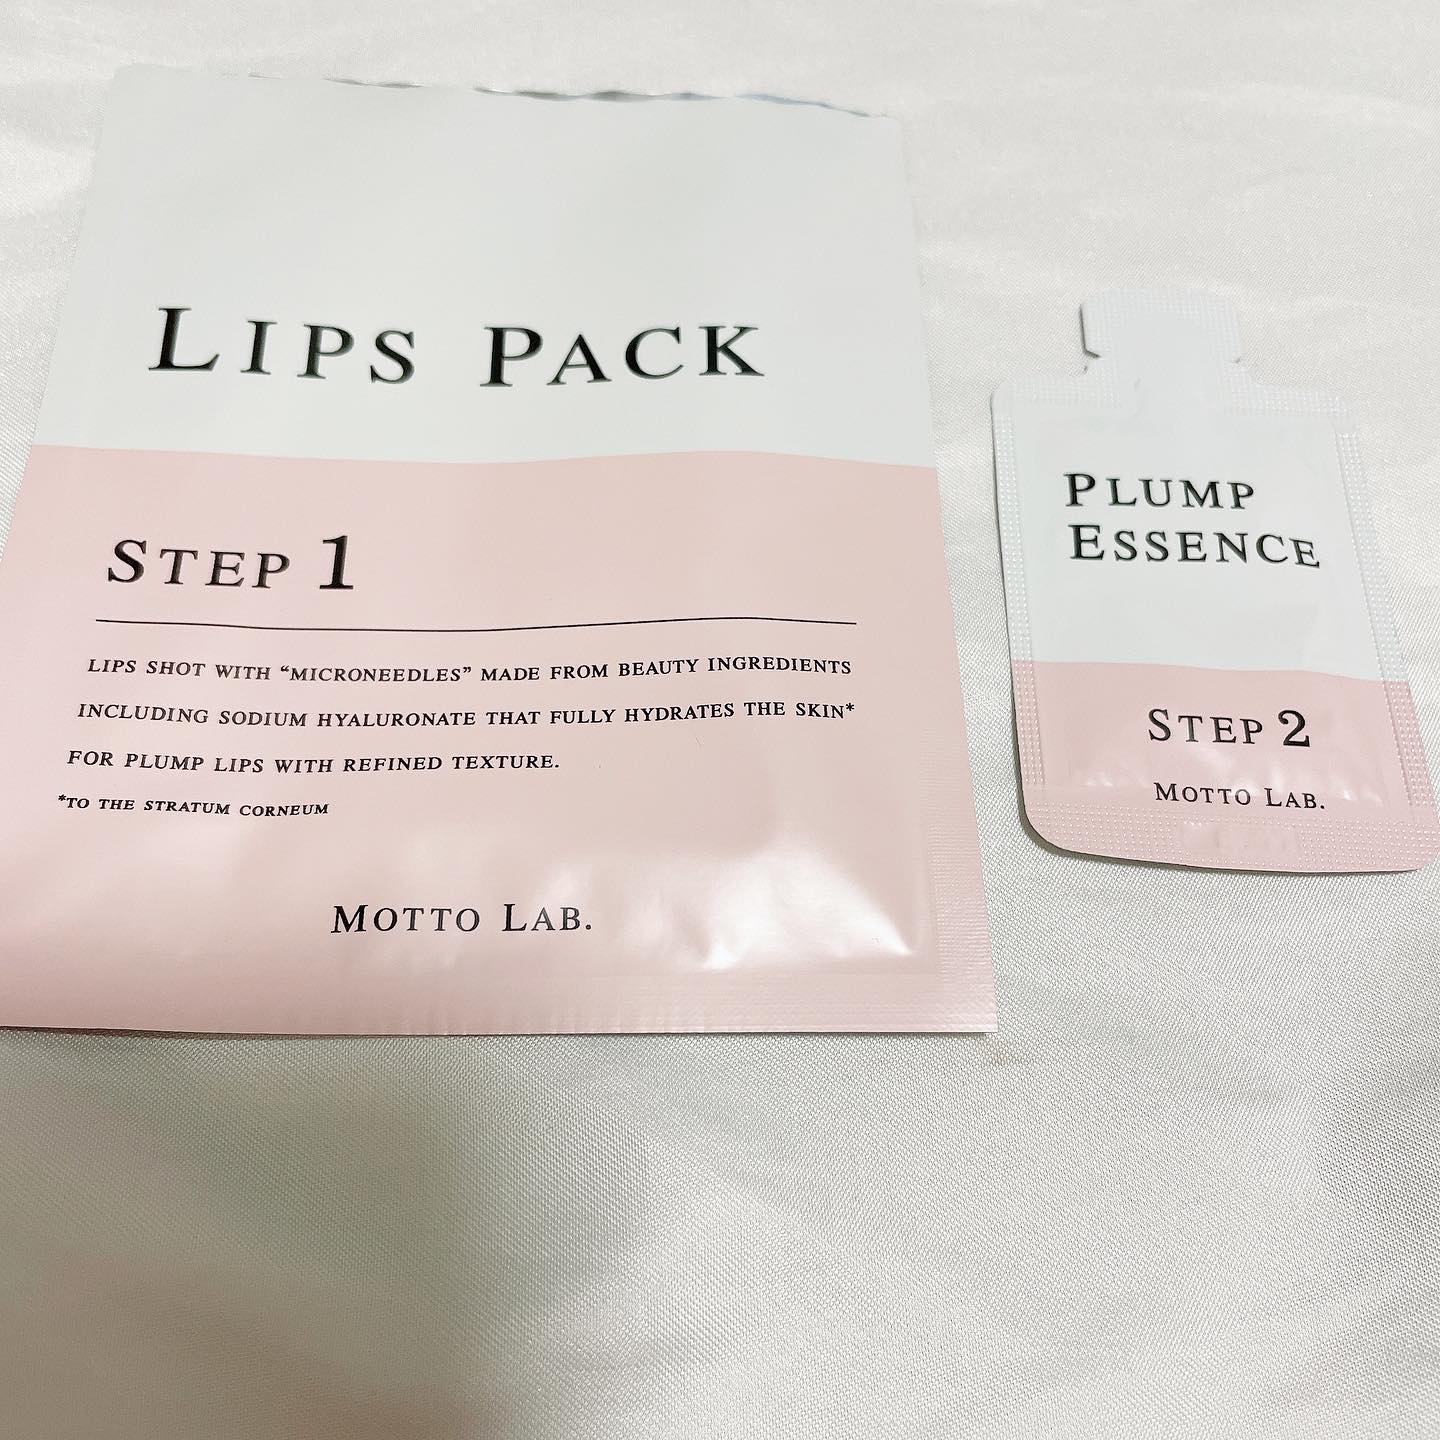 LIPS PACK
STEP 1
LIPS SHOT WITH “MICRONEEDLES” MADE FROM BEAUTY INGREDIENTS
INCLUDING SODIUM HYALURONATE THAT FULLY HYDRATES THE SKIN*
FOR PLUMP LIPS WITH REFINED TEXTURE.
*TO THE STRATUM CORNEUM
MOTTO LAB.
PLUMP
ESSENCE
STEP 2
MOTTO LAB.